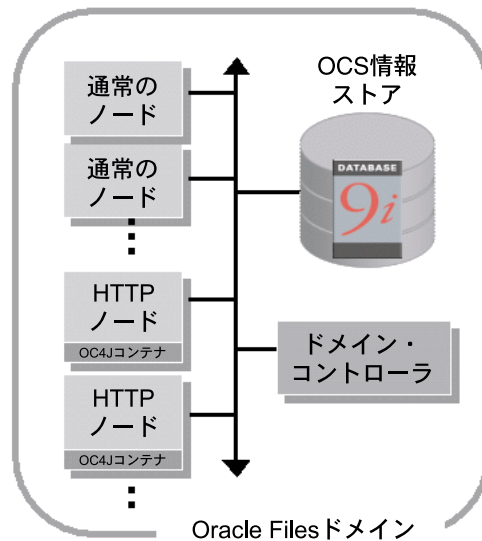 通常の
ノード
通常の
ノード
HTTP
ノード
OC4Jコンテナ
HTTP
ノード
OC4Jコンテナ
OCS情報
ストア
DATABASE
9i
ドメイン・
コントローラ
Oracle Filesドメイン